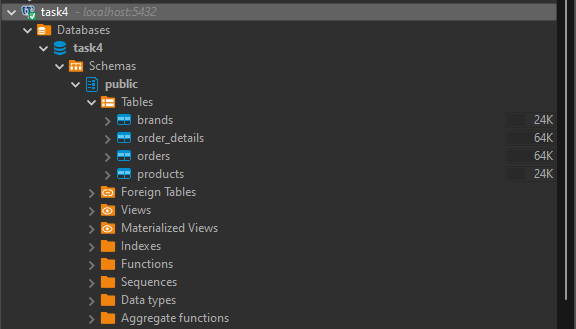 task4 - localhost:5432
Databases
task4
Schemas
public
Tables
brands 24K
order_details 64K
orders 64K
products 24K
Foreign Tables
Views
Materialized Views
Indexes
Functions
Sequences
Data types
Aggregate functions